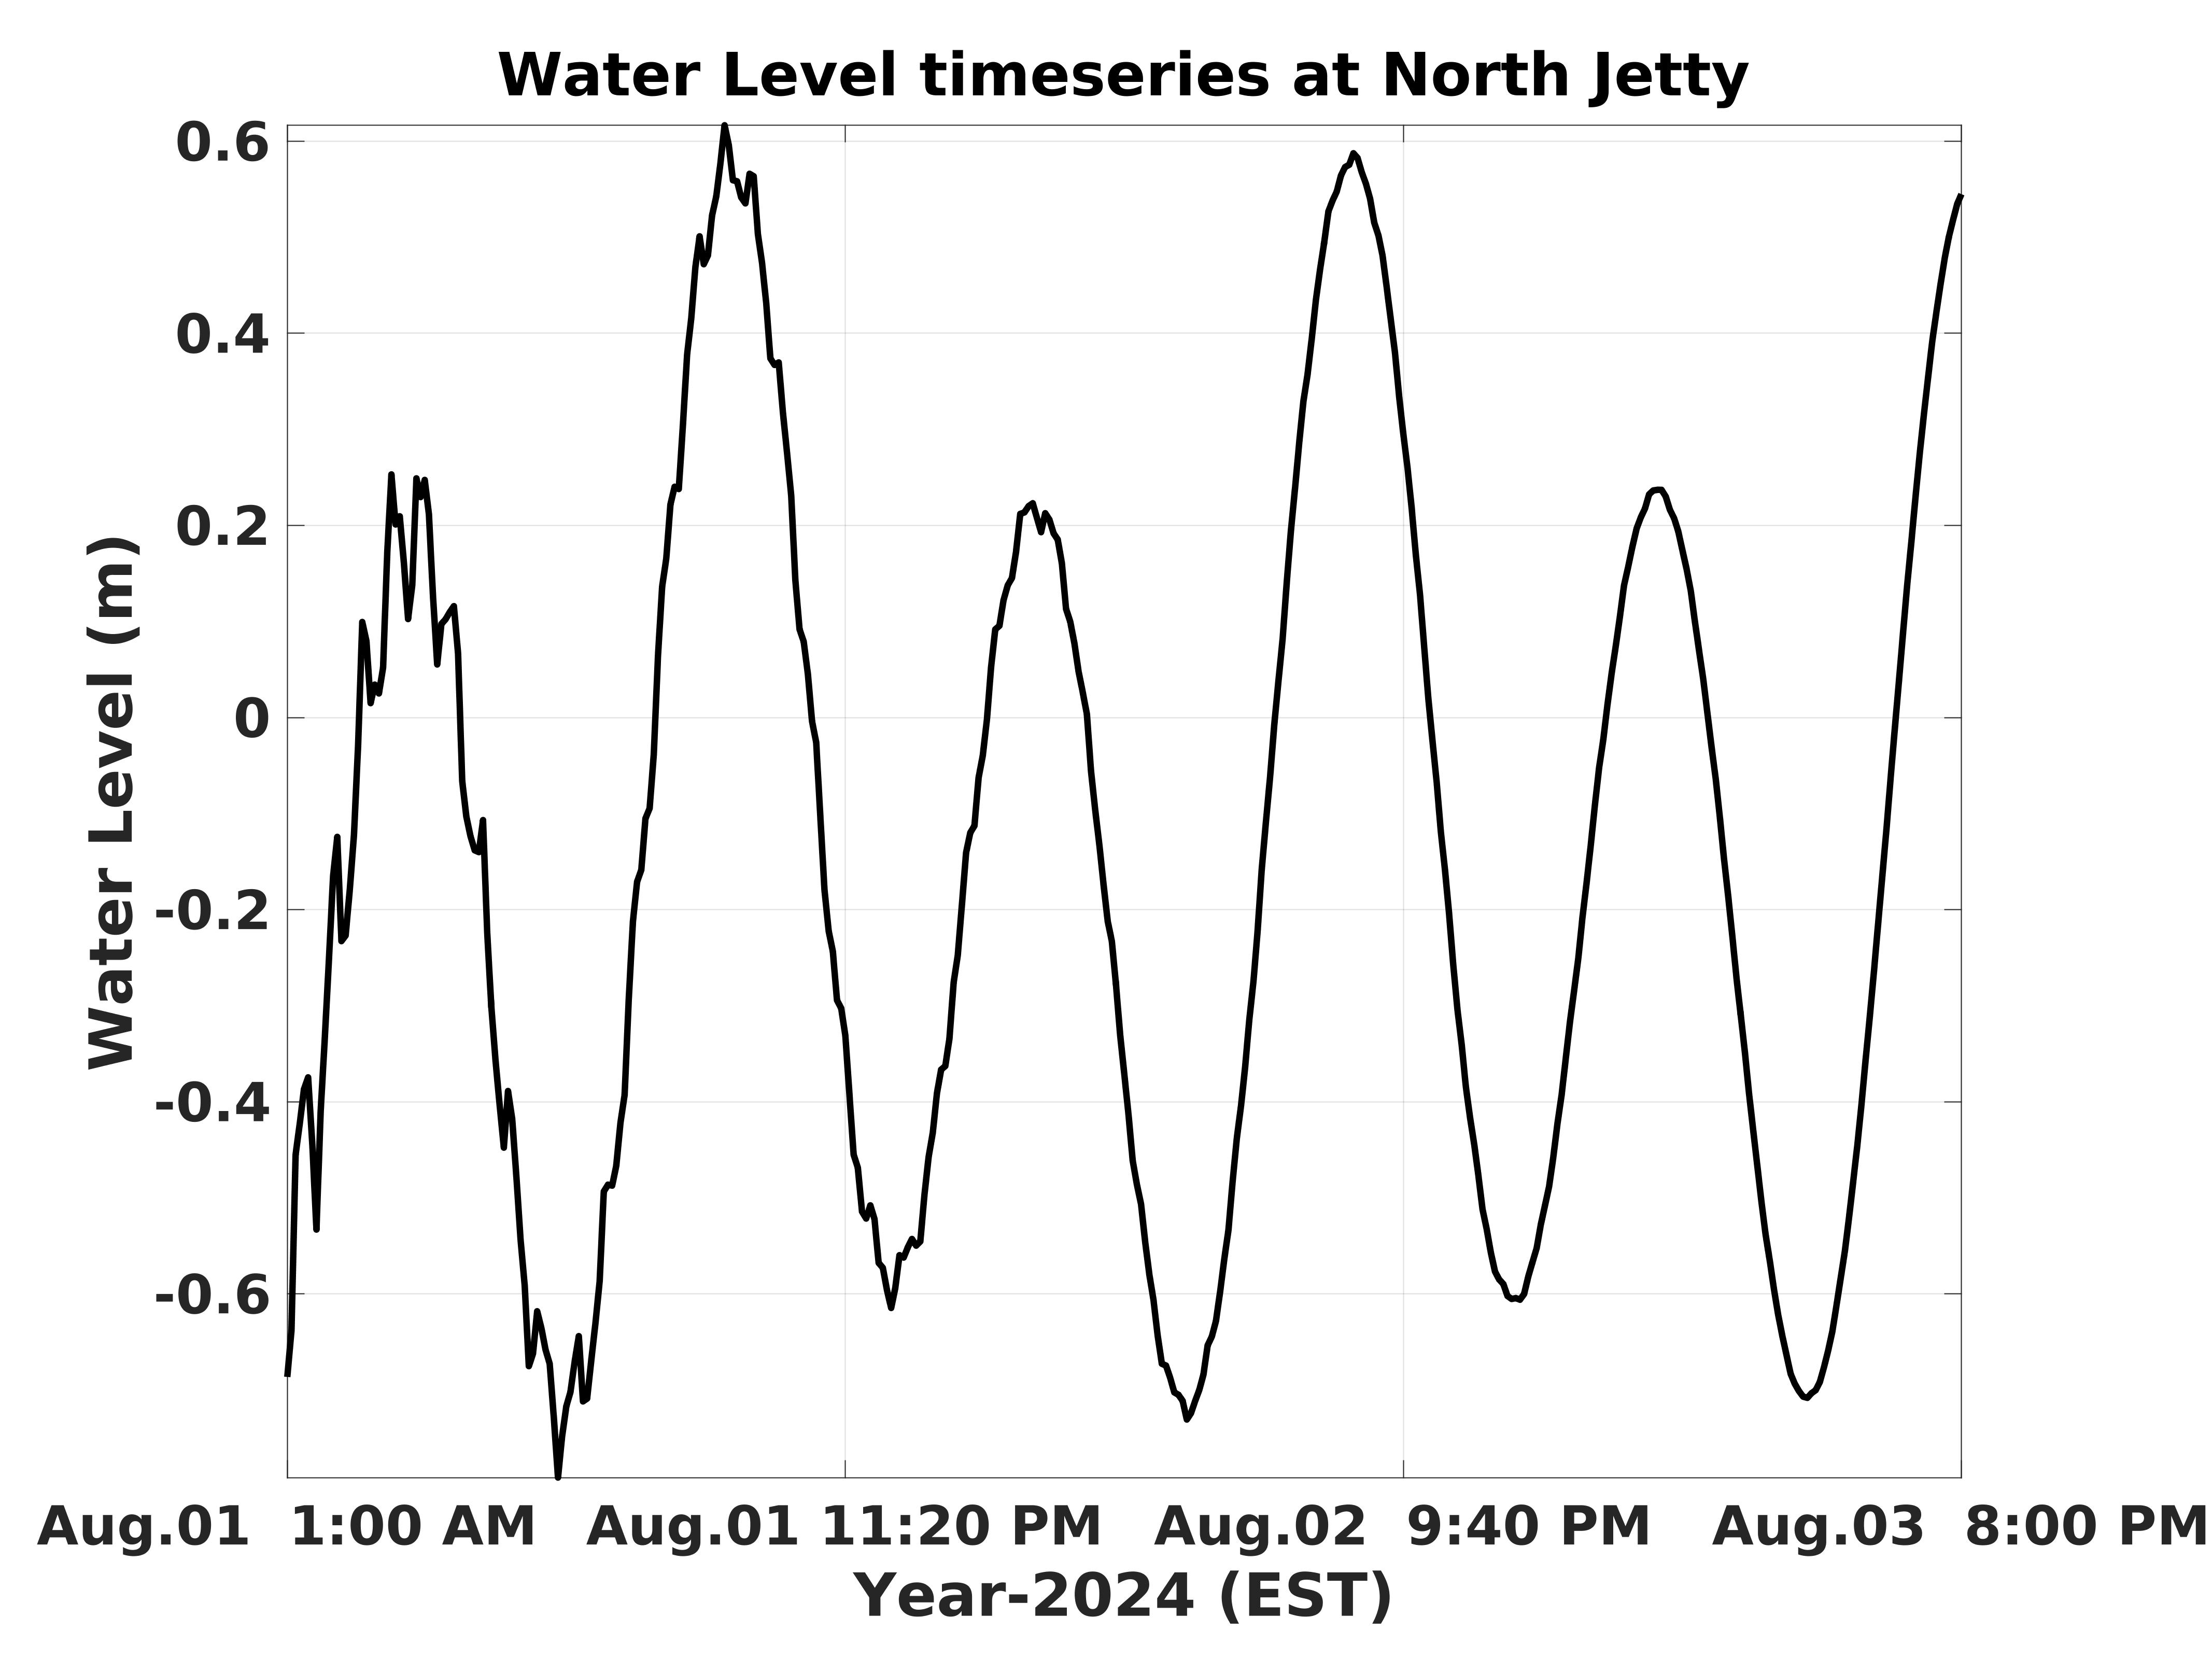 Water Level timeseries at North Jetty
0.6
0.4
0.2
0
-0.2
-0.4
-0.6
Water Level (m)
Aug.01  1:00 AM
Aug.01 11:20 PM
Aug.02  9:40 PM
Aug.03  8:00 PM
Year-2024 (EST)